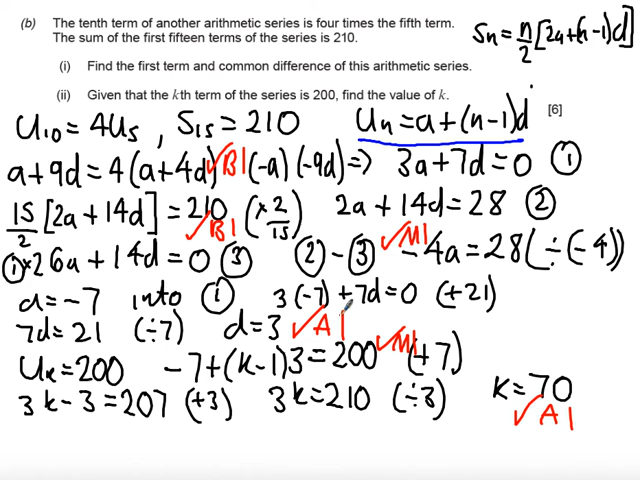 (b) The tenth term of another arithmetic series is four times the fifth term.
The sum of the first fifteen terms of the series is 210.
Sn = n/2 [2a+(n-1)d]
(i) Find the first term and common difference of this arithmetic series.
(ii) Given that the kth term of the series is 200, find the value of k.
[6]
U10 = 4U5 , S15 = 210 Un = a+(n-1)d
a+9d = 4(a+4d) ✓B1 (-a) (-9d) => 3a+7d=0 ①
15/2 [2a+14d] = 210 ✓B1 (×2/15) 2a+14d=28 ②
①×2 6a+14d=0 ③ ②-③ ✓M1 -4a=28 (÷(-4))
a=-7 into ① 3(-7)+7d=0 (+21)
7d=21 (÷7) d=3 ✓A1
Uk=200 -7+(k-1)3=200 ✓M1 (+7)
3k-3=207 (+3) 3k=210 (÷3) k=70
✓A1